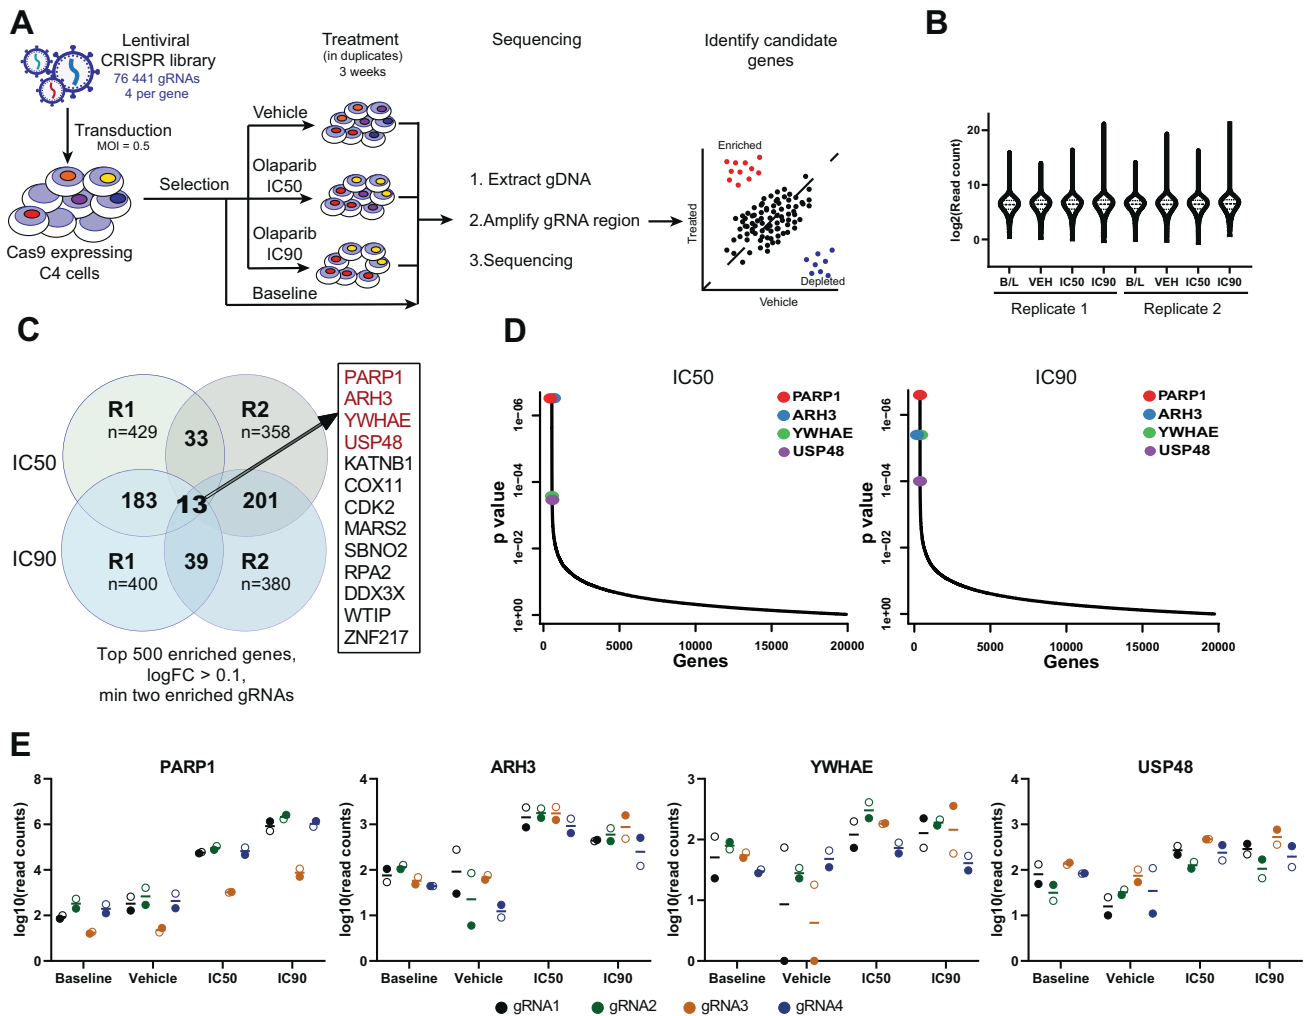 A
Lentiviral
CRISPR library
76 441 gRNAs
4 per gene
Transduction
MOI = 0.5
Cas9 expressing
C4 cells
Selection
Treatment
(in duplicates)
3 weeks
Vehicle
Olaparib
IC50
Olaparib
IC90
Baseline
Sequencing
1. Extract gDNA
2.Amplify gRNA region
3.Sequencing
Identify candidate
genes
Enriched
Treated
Depleted
Vehicle
B
log2(Read count)
20
10
0
B/L VEH IC50 IC90 B/L VEH IC50 IC90
Replicate 1 Replicate 2
C
R1
n=429
R2
n=358
33
IC50
183
13
201
IC90
R1
n=400
39
R2
n=380
Top 500 enriched genes,
logFC > 0.1,
min two enriched gRNAs
PARP1
ARH3
YWHAE
USP48
KATNB1
COX11
CDK2
MARS2
SBNO2
RPA2
DDX3X
WTIP
ZNF217
D
IC50
PARP1
ARH3
YWHAE
USP48
p value
1e−06
1e−04
1e−02
1e+00
0 5000 10000 15000 20000
Genes
IC90
PARP1
ARH3
YWHAE
USP48
p value
1e−06
1e−04
1e−02
1e+00
0 5000 10000 15000 20000
Genes
E
PARP1
log10(read counts)
8
6
4
2
0
Baseline Vehicle IC50 IC90
ARH3
log10(read counts)
4
3
2
1
0
Baseline Vehicle IC50 IC90
YWHAE
log10(read counts)
3
2
1
0
Baseline Vehicle IC50 IC90
USP48
log10(read counts)
4
3
2
1
0
Baseline Vehicle IC50 IC90
gRNA1 gRNA2 gRNA3 gRNA4